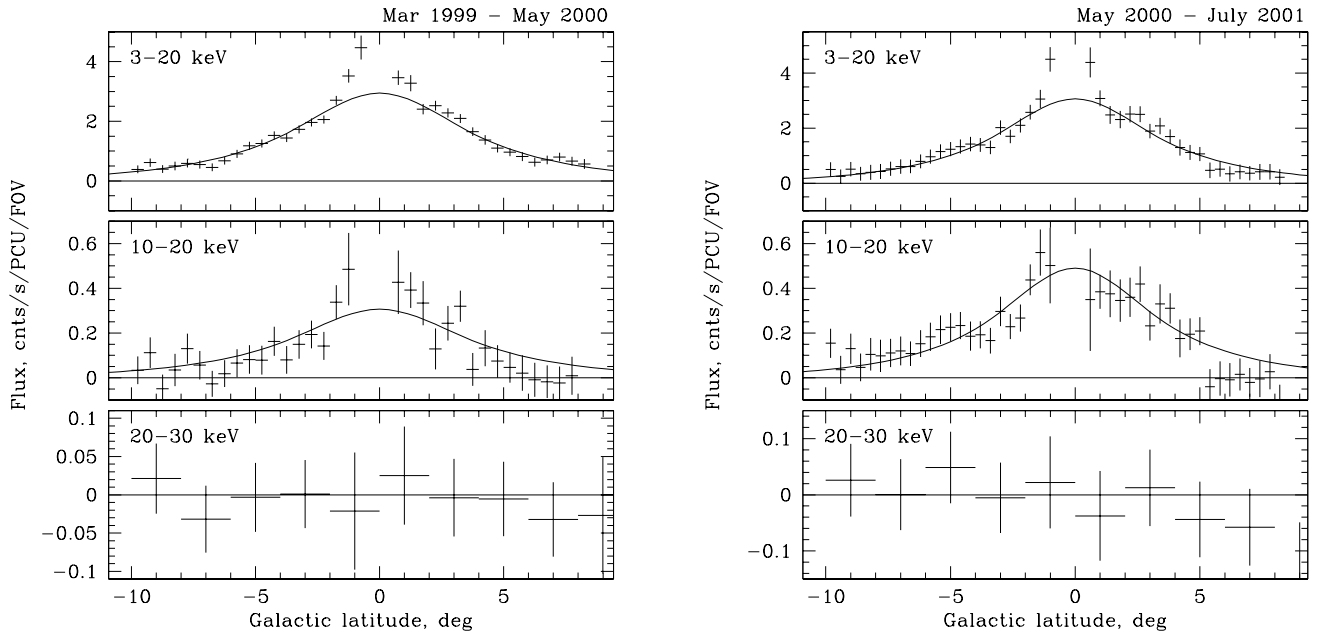 Mar 1999 – May 2000
3–20 keV
4
2
0
10–20 keV
0.6
0.4
0.2
0
20–30 keV
0.1
0.05
0
−0.05
−0.1
−10
−5
0
5
Galactic latitude, deg
Flux, cnts/s/PCU/FOV
May 2000 – July 2001
3–20 keV
4
2
0
10–20 keV
0.6
0.4
0.2
0
20–30 keV
0.1
0
−0.1
−10
−5
0
5
Galactic latitude, deg
Flux, cnts/s/PCU/FOV